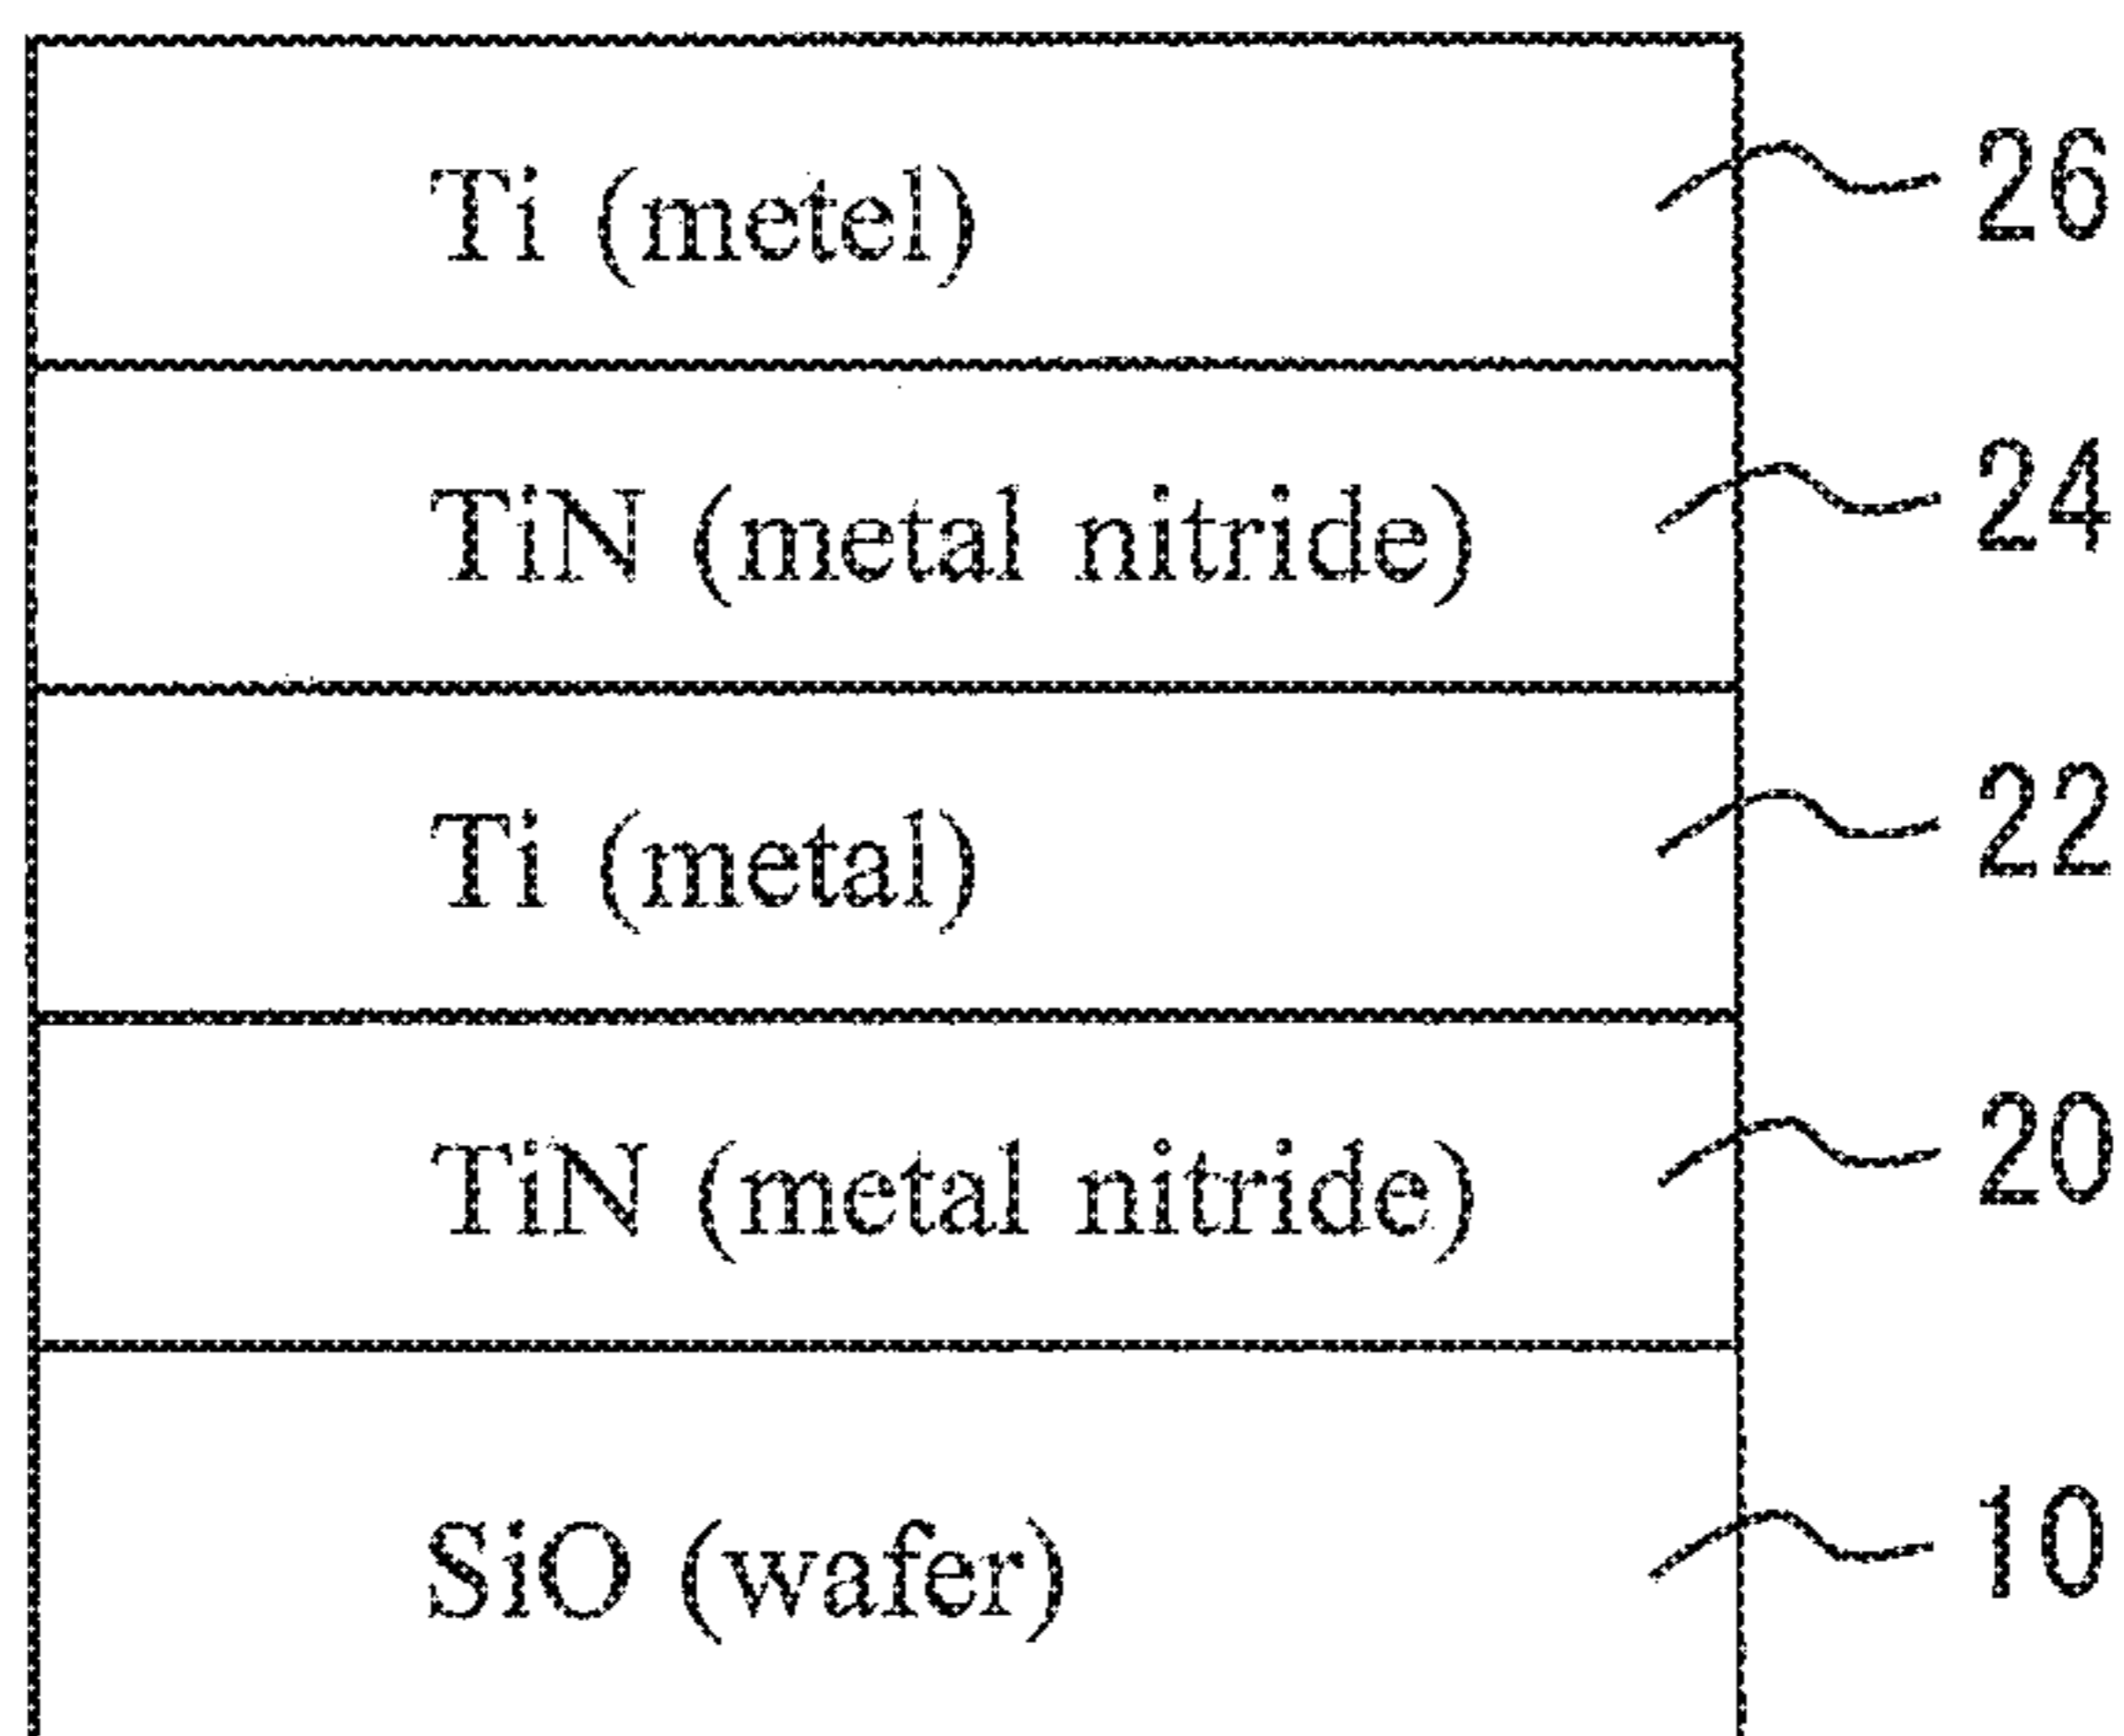 Ti (metel) 26
TiN (metal nitride) 24
Ti (metal) 22
TiN (metal nitride) 20
SiO (wafer) 10